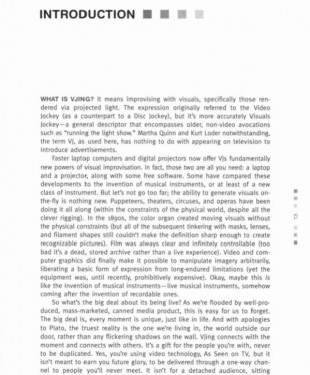 INTRODUCTION
WHAT IS VJING? It means improvising with visuals, specifically those ren-
dered via projected light. The expression originally referred to the Video
Jockey (as a counterpart to a Disc Jockey), but it's more accurately Visuals
Jockey—a general descriptor that encompasses older, non-video avocations
such as "running the light show." Martha Quinn and Kurt Loder notwithstanding,
the term VJ, as used here, has nothing to do with appearing on television to
introduce advertisements.
Faster laptop computers and digital projectors now offer VJs fundamentally
new powers of visual improvisation. In fact, those two are all you need: a laptop
and a projector, along with some free software. Some have compared these
developments to the invention of musical instruments, or at least of a new
class of instrument. But let's not go too far; the ability to generate visuals on-
the-fly is nothing new. Puppeteers, theaters, circuses, and operas have been
doing it all along (within the constraints of the physical world, despite all the
clever rigging). In the 1890s, the color organ created moving visuals without
the physical constraints (but all of the subsequent tinkering with masks, lenses,
and filament shapes still couldn't make the definition sharp enough to create
recognizable pictures). Film was always clear and infinitely controllable (too
bad it's a dead, stored archive rather than a live experience). Video and com-
puter graphics did finally make it possible to manipulate imagery arbitrarily,
liberating a basic form of expression from long-endured limitations (yet the
equipment was, until recently, prohibitively expensive). Okay, maybe this is
like the invention of musical instruments—live musical instruments, somehow
coming after the invention of recordable ones.
So what's the big deal about its being live? As we're flooded by well-pro-
duced, mass-marketed, canned media product, this is easy for us to forget.
The big deal is, every moment is unique, just like in life. And with apologies
to Plato, the truest reality is the one we're living in, the world outside our
door, rather than any flickering shadows on the wall. VJing connects with the
moment and connects with others. It's a gift for the people you're with, never
to be duplicated. Yes, you're using video technology, As Seen on TV, but it
isn't meant to earn you future glory, to be delivered through a one-way chan-
nel to people you'll never meet. It isn't for a detached audience, sitting